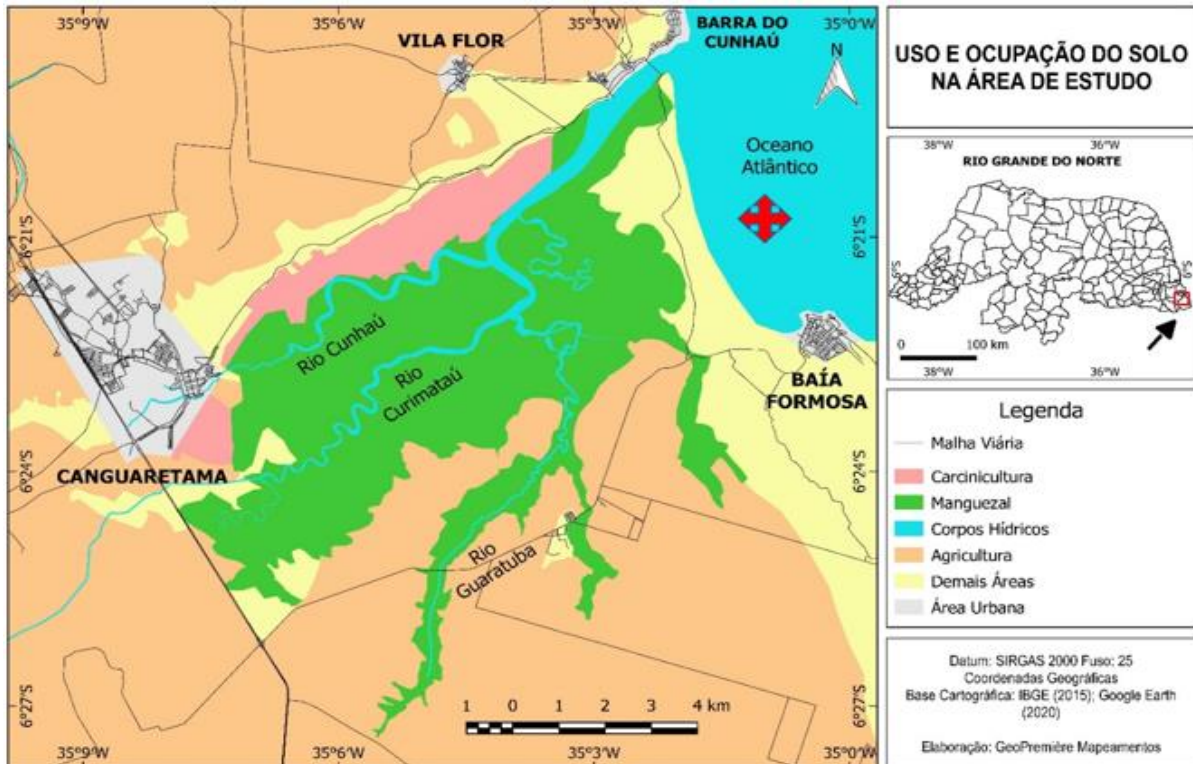 35°9'W
35°6'W
35°3'W
35°0'W
VILA FLOR
BARRA DO
CUNHAÚ
N
Oceano
Atlântico
6°21'S
6°21'S
Rio Cunhaú
Rio
Curimataú
BAÍA
FORMOSA
CANGUARETAMA
6°24'S
6°24'S
Rio
Guaratuba
6°27'S
6°27'S
1 0 1 2 3 4 km
35°9'W
35°6'W
35°3'W
35°0'W
USO E OCUPAÇÃO DO SOLO
NA ÁREA DE ESTUDO
38°W
36°W
RIO GRANDE DO NORTE
6°S
6°S
0 100 km
38°W
36°W
Legenda
Malha Viária
Carcinicultura
Manguezal
Corpos Hídricos
Agricultura
Demais Áreas
Área Urbana
Datum: SIRGAS 2000 Fuso: 25
Coordenadas Geográficas
Base Cartográfica: IBGE (2015); Google Earth
(2020)
Elaboração: GeoPremière Mapeamentos